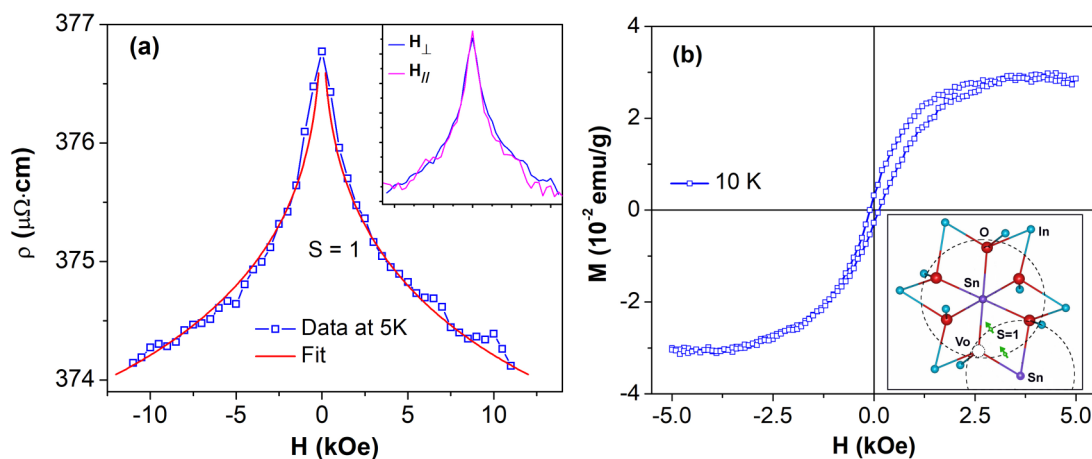 (a)
377
376
375
374
ρ (μΩ·cm)
H⊥
H//
S = 1
Data at 5K
Fit
-10
-5
0
5
10
H (kOe)
(b)
4
2
0
-2
-4
M (10-2 emu/g)
10 K
O
In
Sn
S=1
Vo
Sn
-5.0
-2.5
0.0
2.5
5.0
H (kOe)